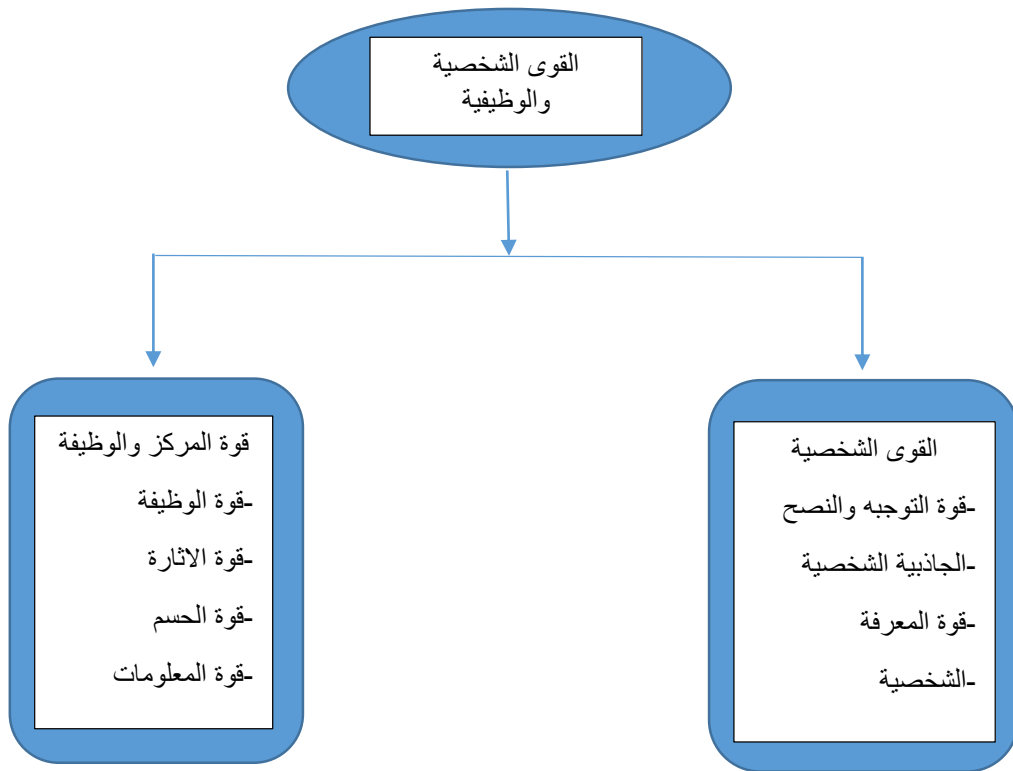 القوى الشخصية
والوظيفية
القوى الشخصية
-قوة التوجبه والنصح
-الجاذبية الشخصية
-قوة المعرفة
-الشخصية
قوة المركز والوظيفة
-قوة الوظيفة
-قوة الاثارة
-قوة الحسم
-قوة المعلومات